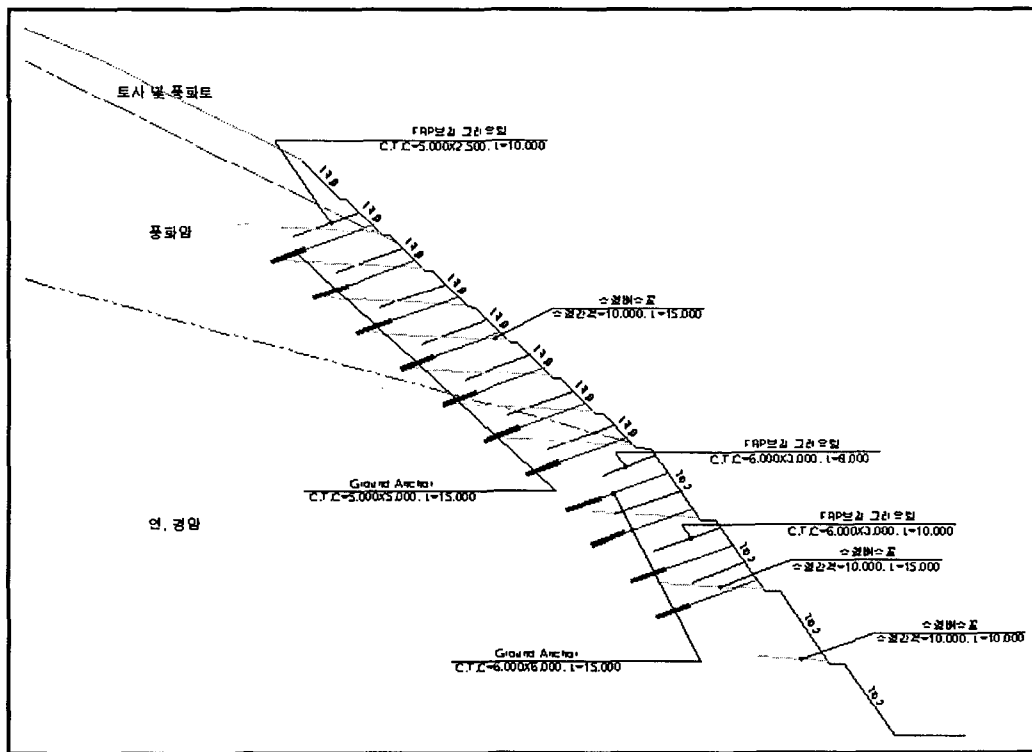 토사 및 풍화토
FRP보강 그라우팅
C.T.C=5.000X2.500, L=10.000
풍화암
수평배수공
수평간격=10.000, L=15.000
FRP보강 그라우팅
C.T.C=6.000X3.000, L=8.000
Ground Anchor
C.T.C=5.000X5.000, L=15.000
연, 경암
FRP보강 그라우팅
C.T.C=6.000X3.000, L=10.000
수평배수공
수평간격=10.000, L=15.000
수평배수공
수평간격=10.000, L=10.000
Ground Anchor
C.T.C=6.000X6.000, L=15.000